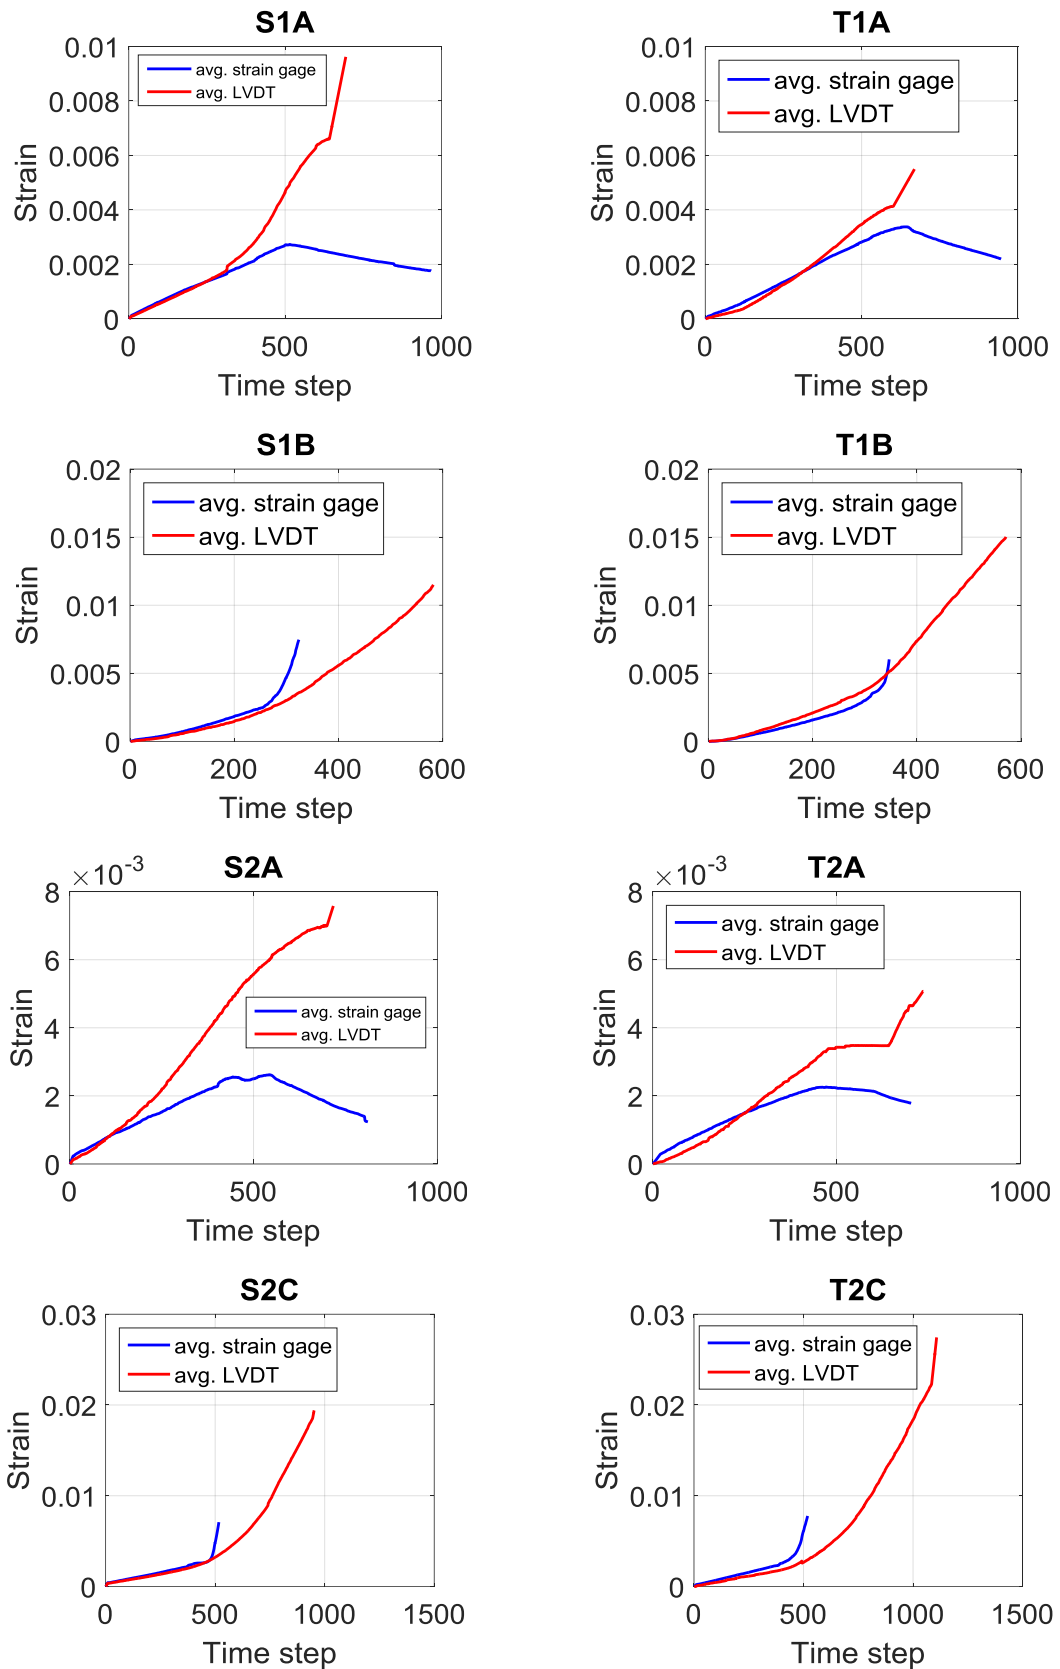 S1A
0.01
0.008
0.006
0.004
0.002
0
Strain
avg. strain gage
avg. LVDT
0 500 1000
Time step
T1A
0.01
0.008
0.006
0.004
0.002
0
Strain
avg. strain gage
avg. LVDT
0 500 1000
Time step
S1B
0.02
0.015
0.01
0.005
0
Strain
avg. strain gage
avg. LVDT
0 200 400 600
Time step
T1B
0.02
0.015
0.01
0.005
0
Strain
avg. strain gage
avg. LVDT
0 200 400 600
Time step
S2A
×10⁻³
8
6
4
2
0
Strain
avg. strain gage
avg. LVDT
0 500 1000
Time step
T2A
×10⁻³
8
6
4
2
0
Strain
avg. strain gage
avg. LVDT
0 500 1000
Time step
S2C
0.03
0.02
0.01
0
Strain
avg. strain gage
avg. LVDT
0 500 1000 1500
Time step
T2C
0.03
0.02
0.01
0
Strain
avg. strain gage
avg. LVDT
0 500 1000 1500
Time step